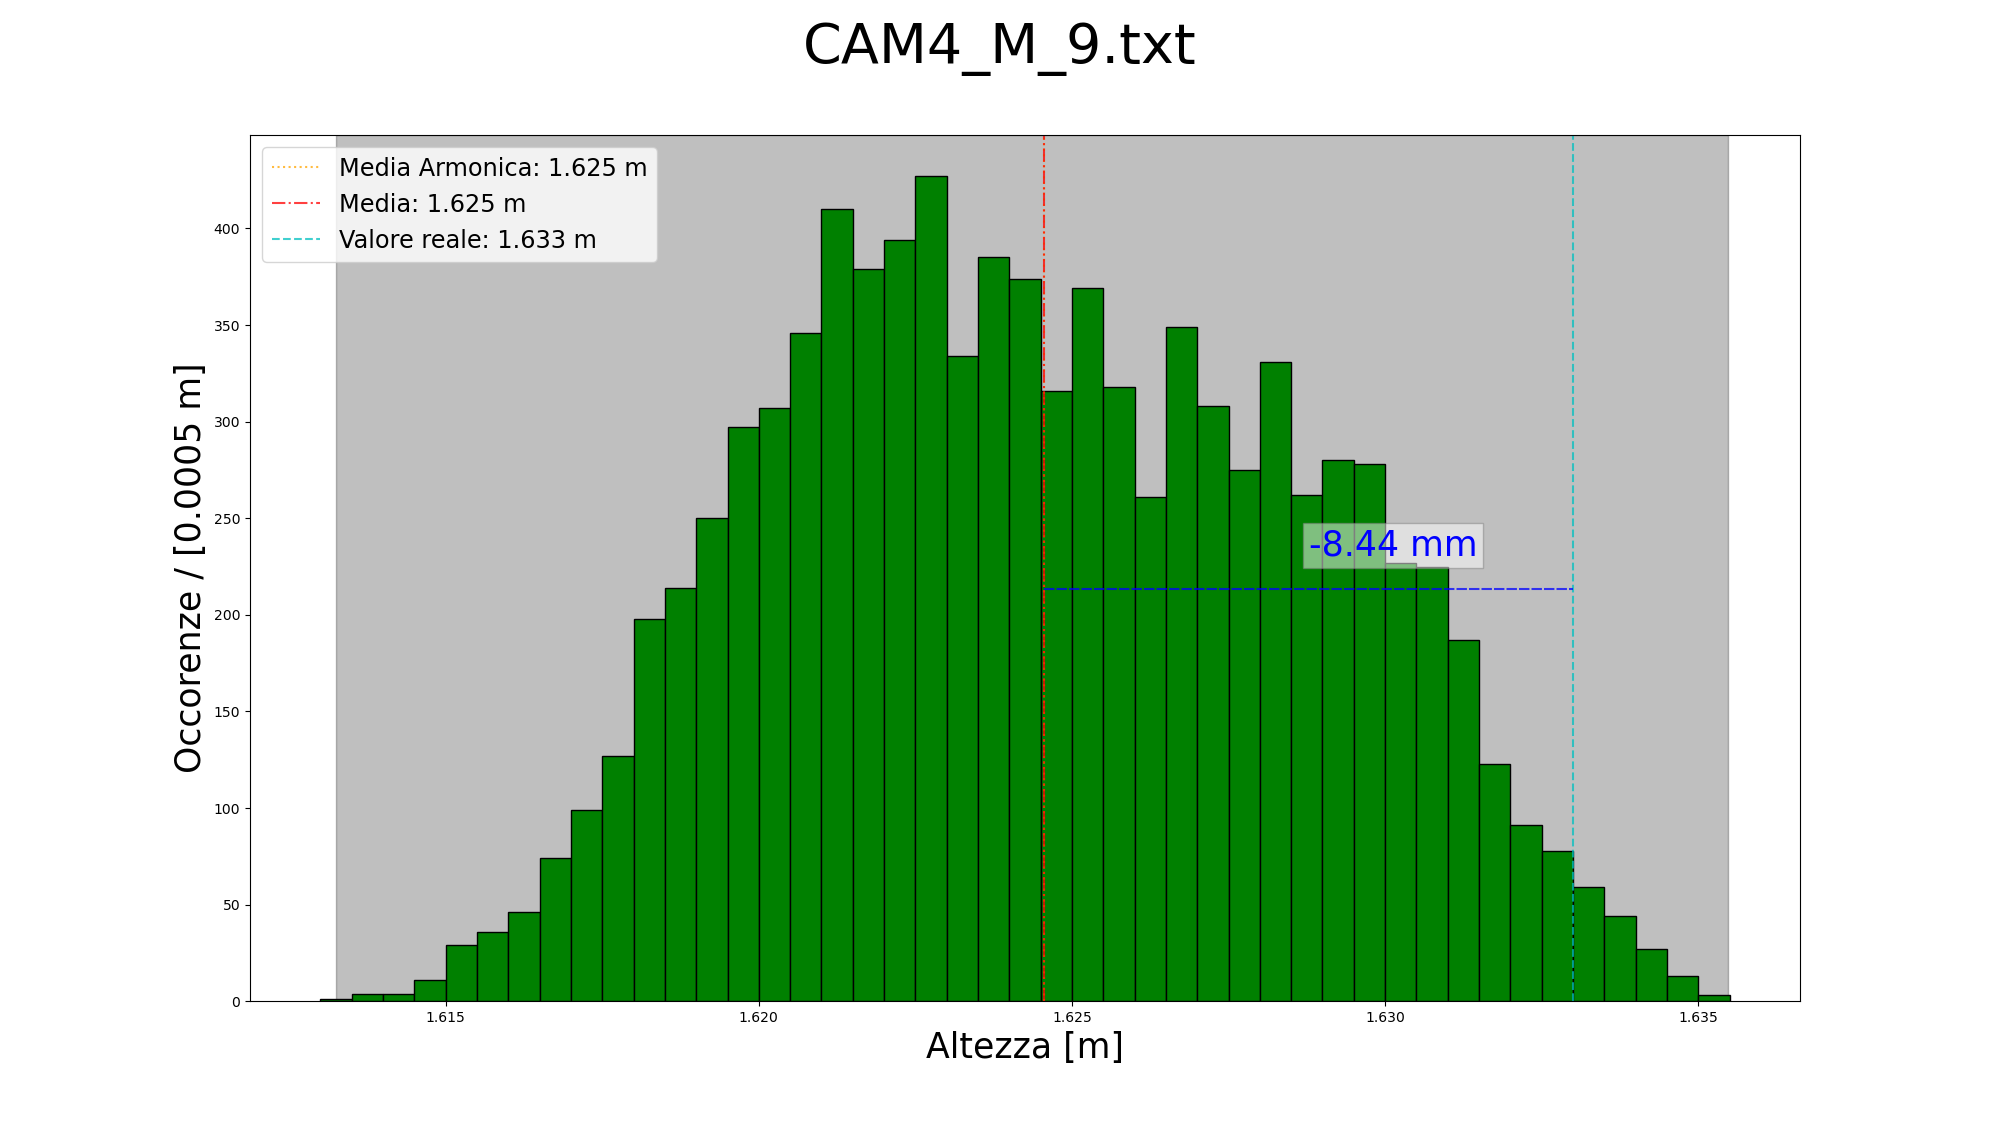 CAM4_M_9.txt
Media Armonica: 1.625 m
Media: 1.625 m
Valore reale: 1.633 m
-8.44 mm
Occorenze / [0.0005 m]
400
350
300
250
200
150
100
50
0
1.615 1.620 1.625 1.630 1.635
Altezza [m]